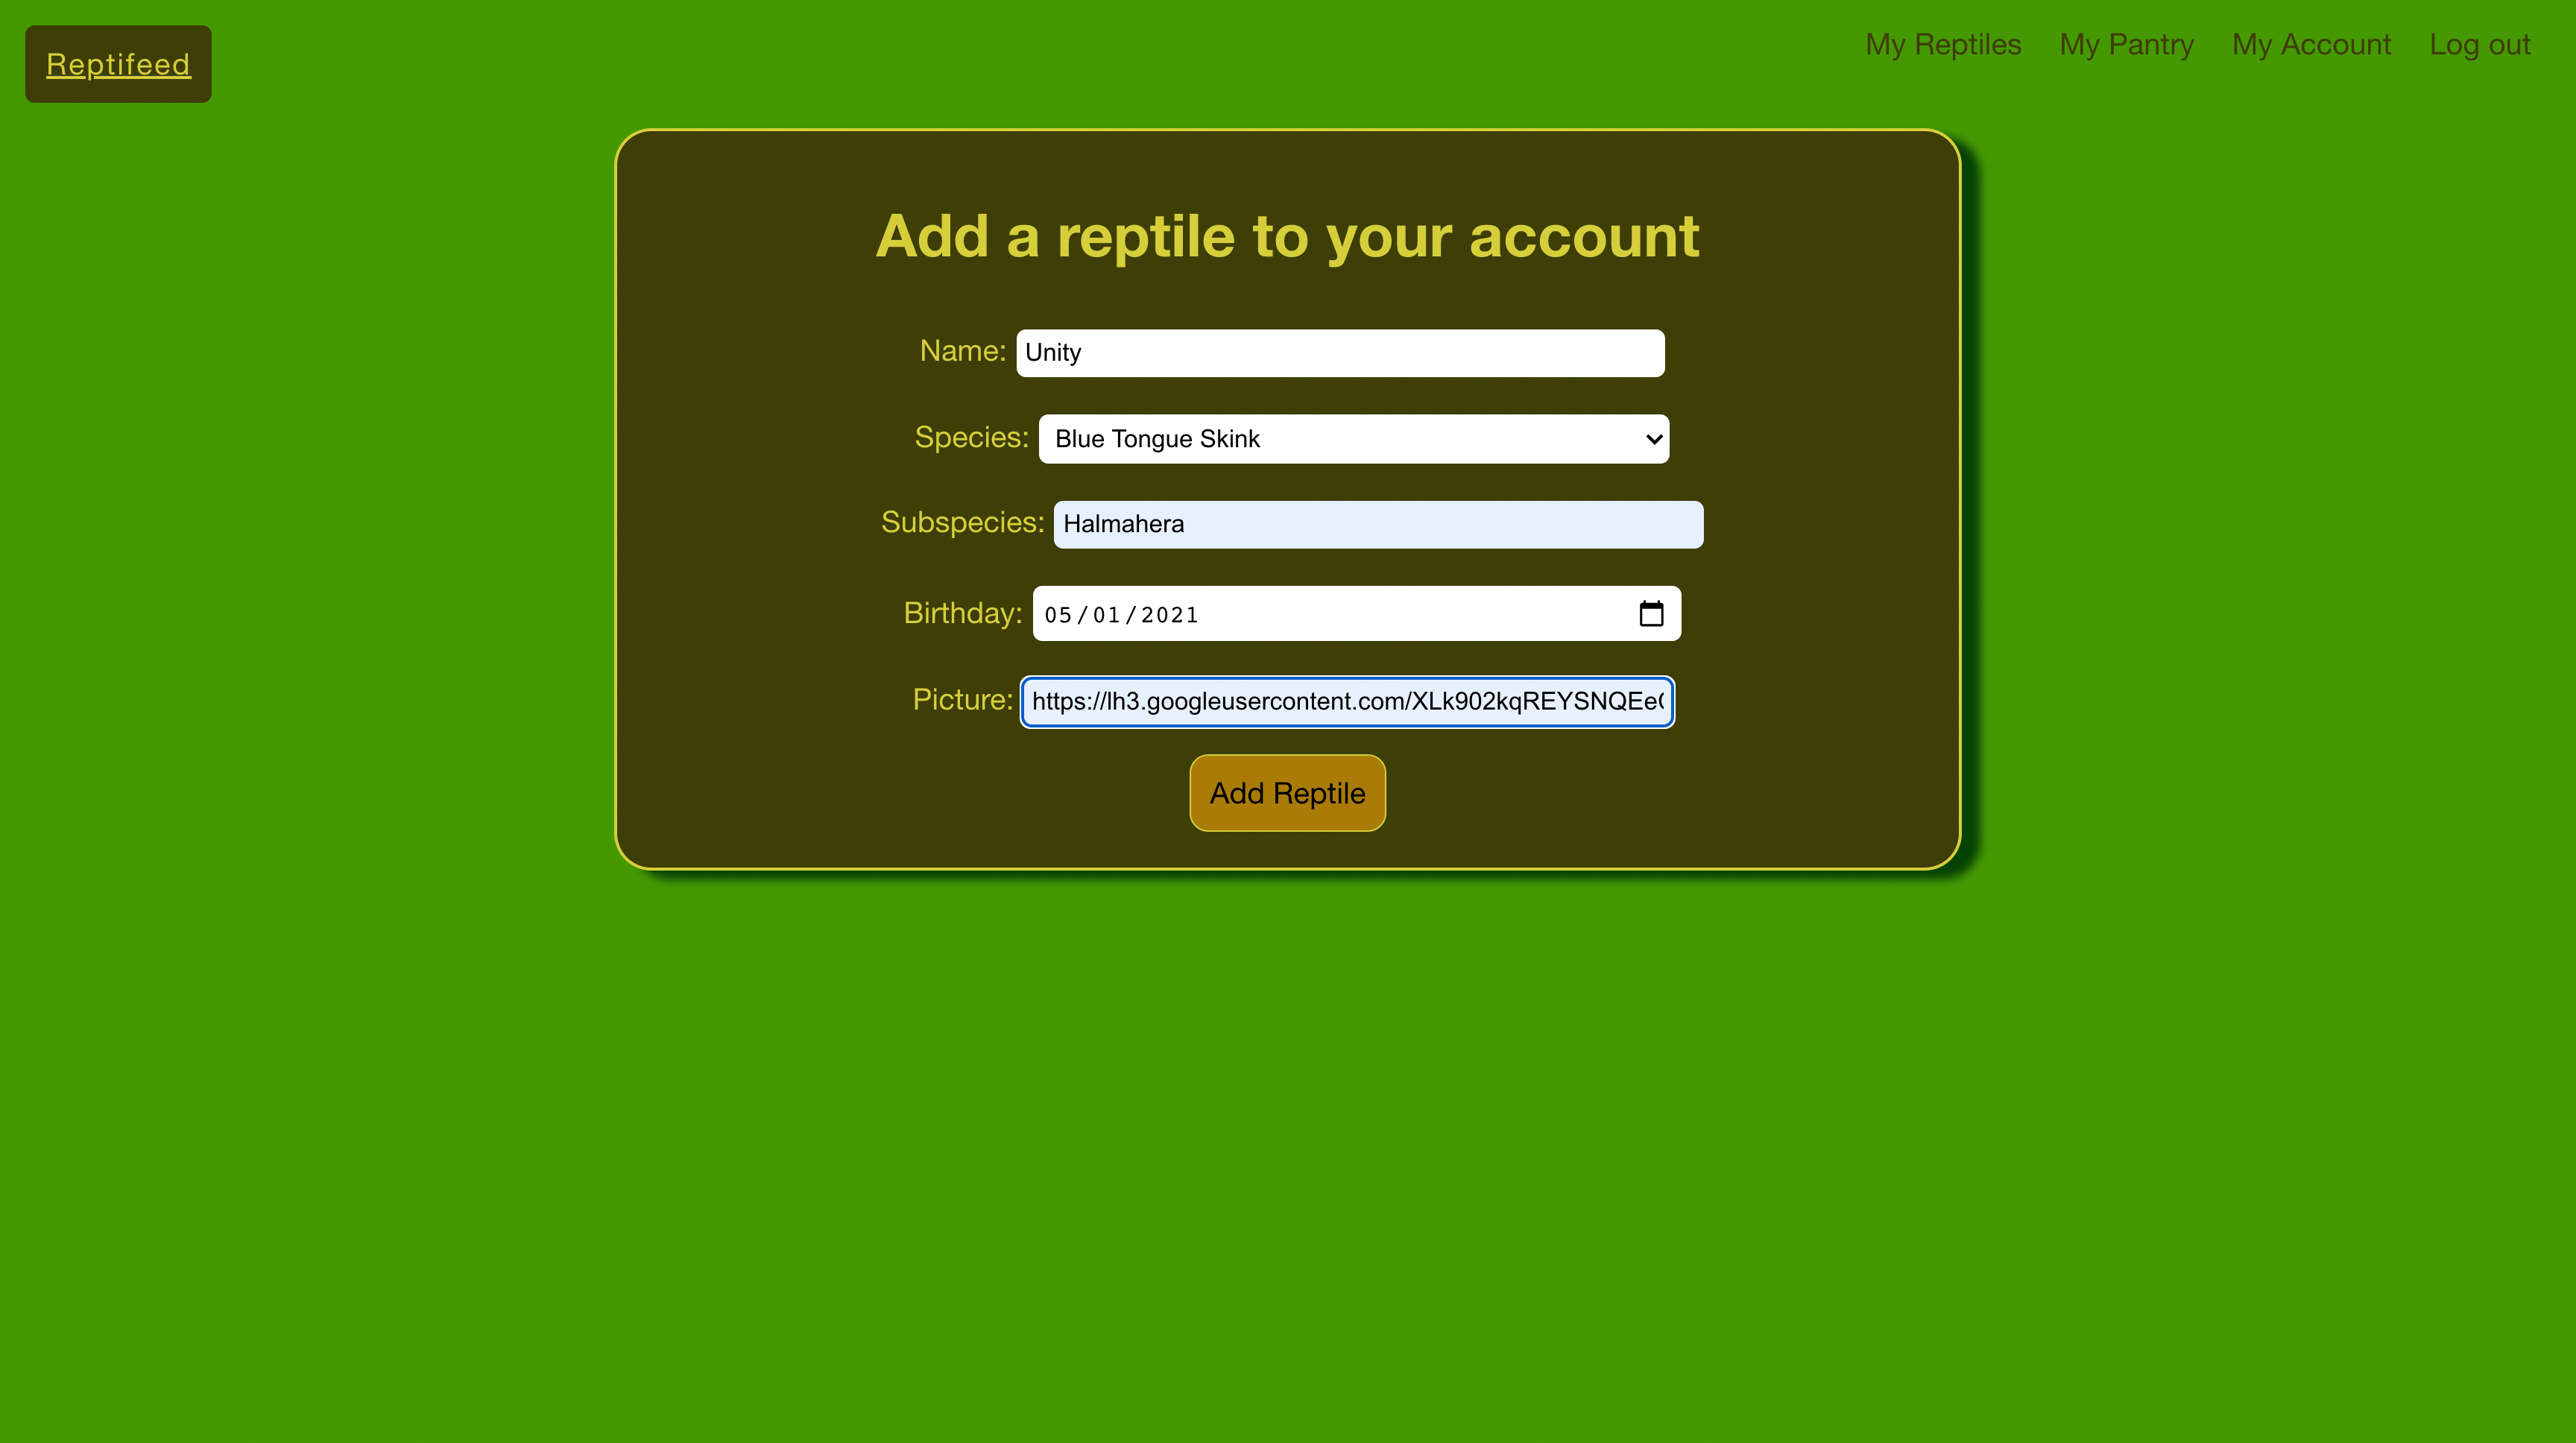 Reptifeed
My Reptiles My Pantry My Account Log out
Add a reptile to your account
Name: Unity
Species: Blue Tongue Skink
Subspecies: Halmahera
Birthday: 05/01/2021
Picture: https://lh3.googleusercontent.com/XLk902kqREYSNQEe
Add Reptile